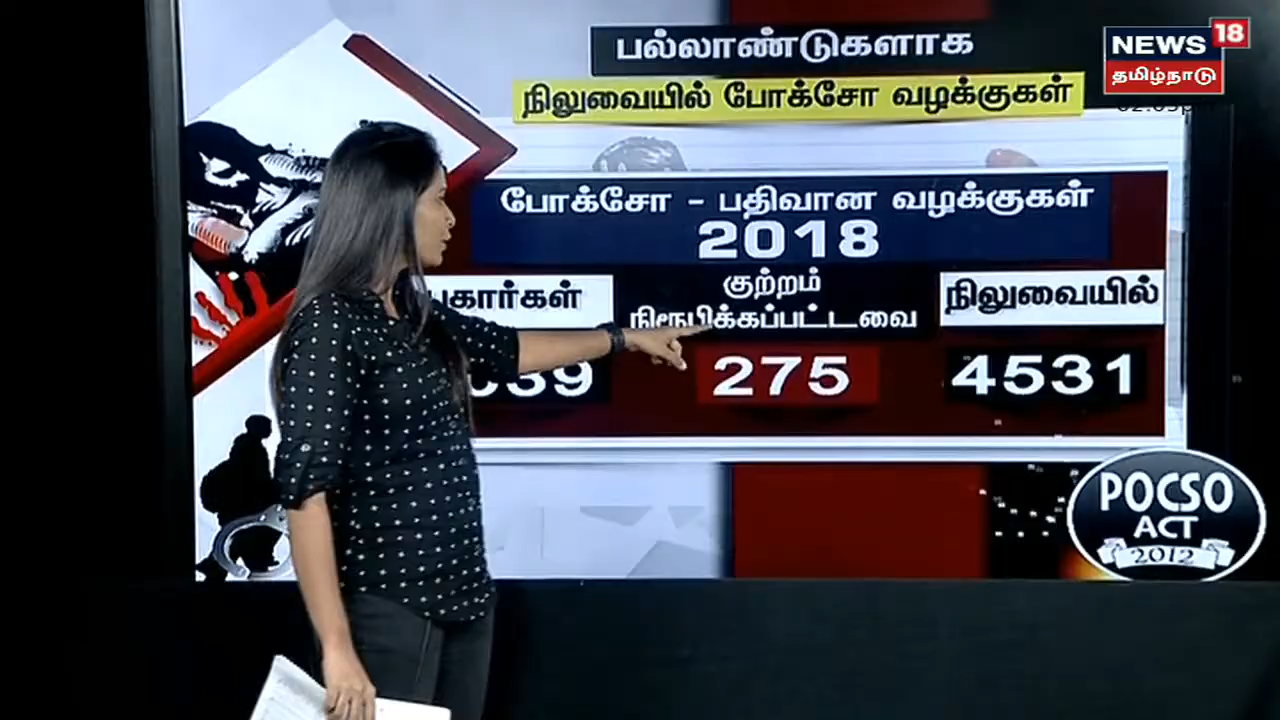 பல்லாண்டுகளாக
நிலுவையில் போக்சோ வழக்குகள்
NEWS 18
தமிழ்நாடு
போக்சோ - பதிவான வழக்குகள்
2018
குற்றம்
நிரூபிக்கப்பட்டவை
நிலுவையில்
275
4531
POCSO
ACT
2012